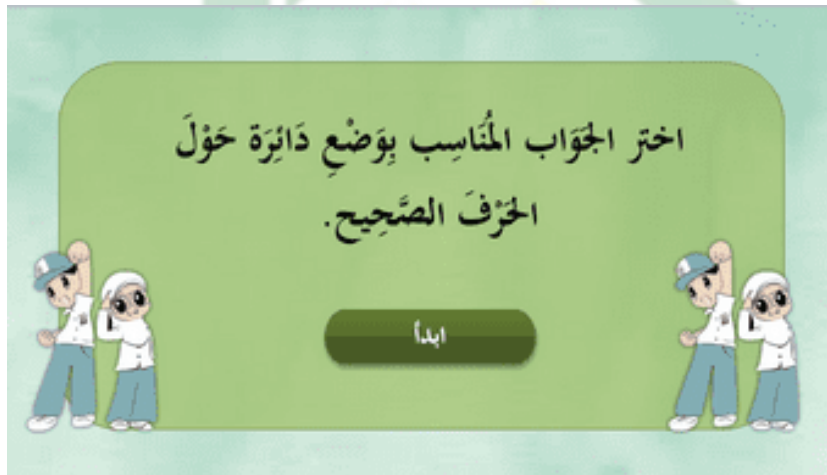 اختر الجَوَاب المُنَاسِب بِوَضْعِ دَائِرَة حَوْلَ
الحَرْفَ الصَّحِيح.
ابدأ